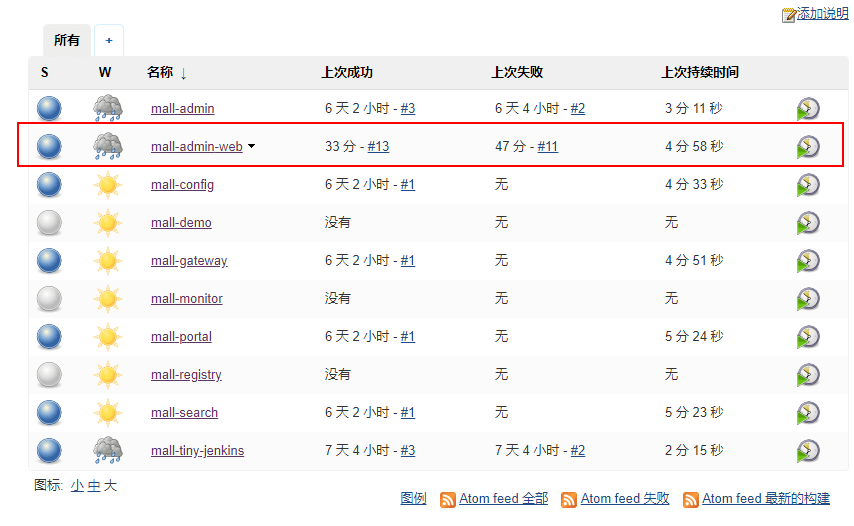 添加说明
所有 +
S W 名称 ↓ 上次成功 上次失败 上次持续时间
mall-admin 6 天 2 小时 - #3 6 天 4 小时 - #2 3 分 11 秒
mall-admin-web 33 分 - #13 47 分 - #11 4 分 58 秒
mall-config 6 天 2 小时 - #1 无 4 分 33 秒
mall-demo 没有 无 无
mall-gateway 6 天 2 小时 - #1 无 4 分 51 秒
mall-monitor 没有 无 无
mall-portal 6 天 2 小时 - #1 无 5 分 24 秒
mall-registry 没有 无 无
mall-search 6 天 2 小时 - #1 无 5 分 23 秒
mall-tiny-jenkins 7 天 4 小时 - #3 7 天 4 小时 - #2 2 分 15 秒
图标: 小 中 大
图例 Atom feed 全部 Atom feed 失败 Atom feed 最新的构建